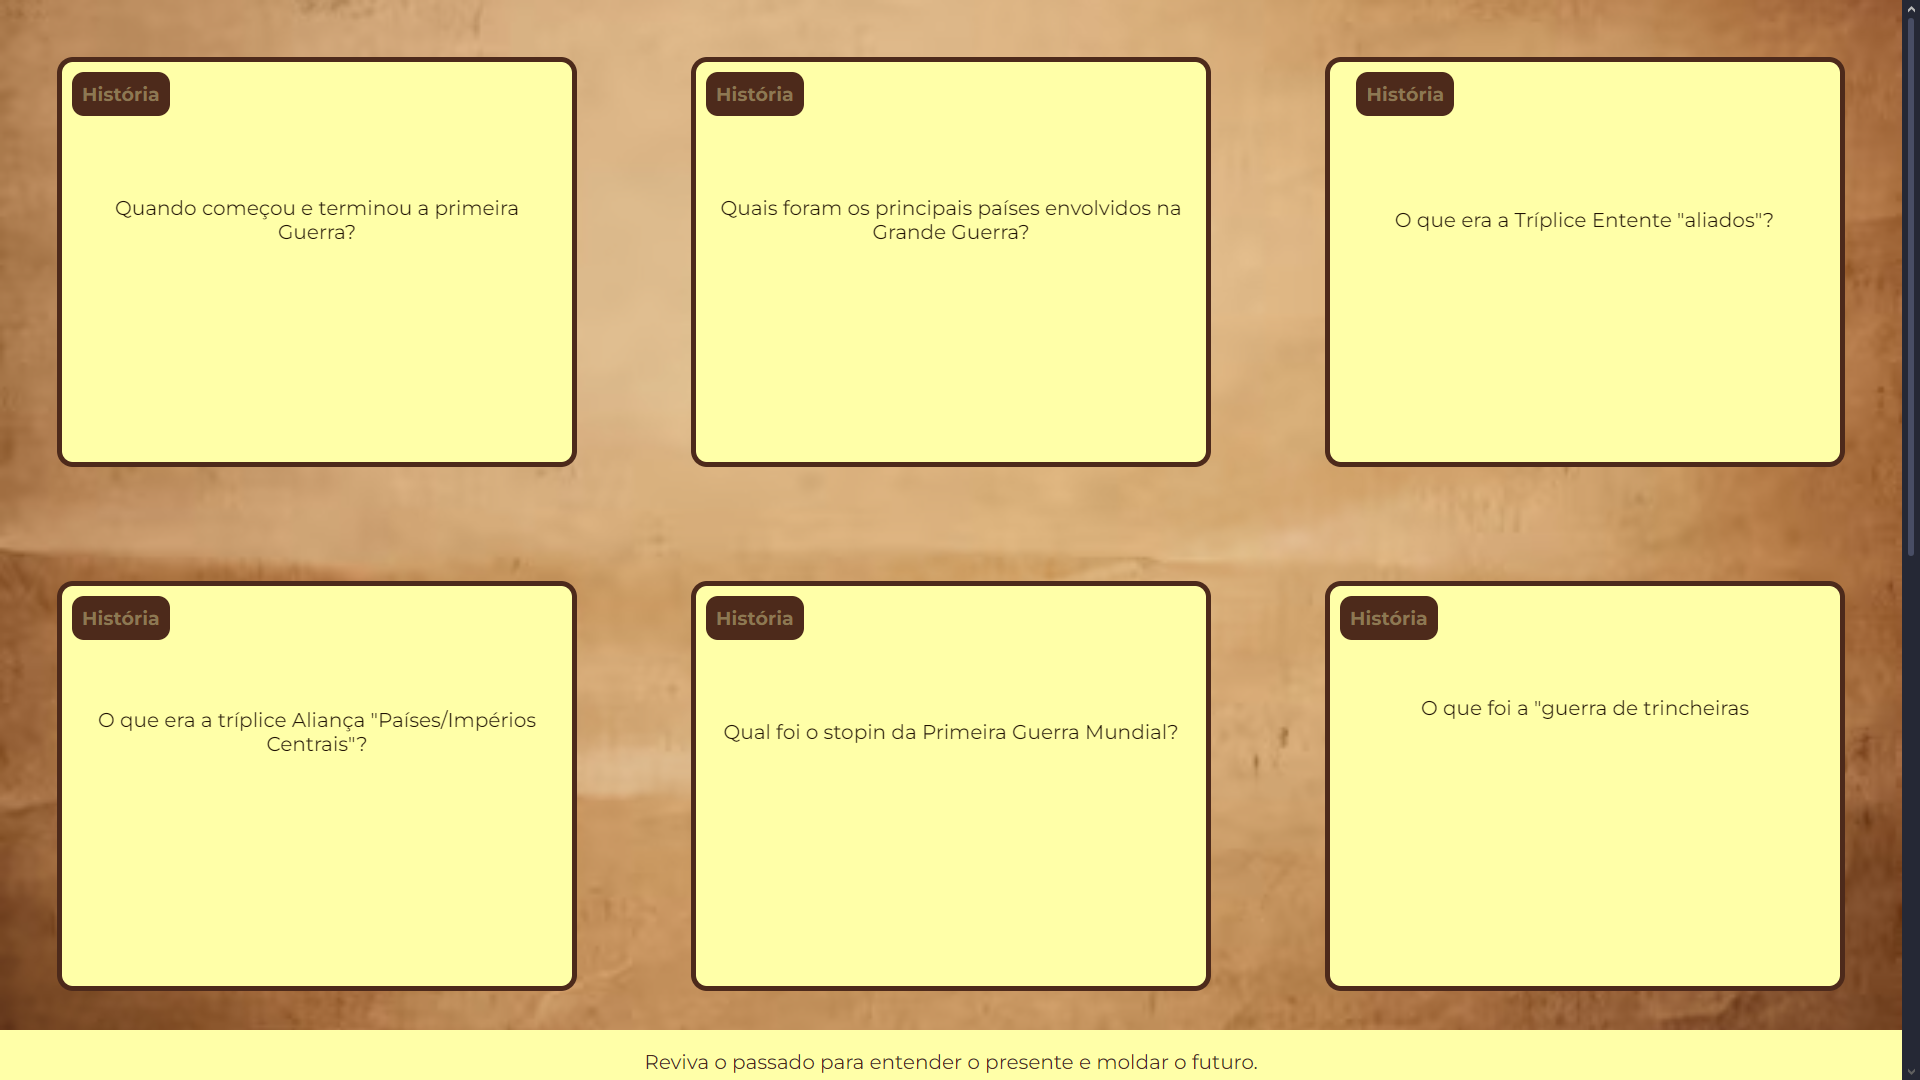 História
Quando começou e terminou a primeira
Guerra?
História
Quais foram os principais países envolvidos na
Grande Guerra?
História
O que era a Tríplice Entente "aliados"?
História
O que era a tríplice Aliança "Países/Impérios
Centrais"?
História
Qual foi o stopin da Primeira Guerra Mundial?
História
O que foi a "guerra de trincheiras
Reviva o passado para entender o presente e moldar o futuro.